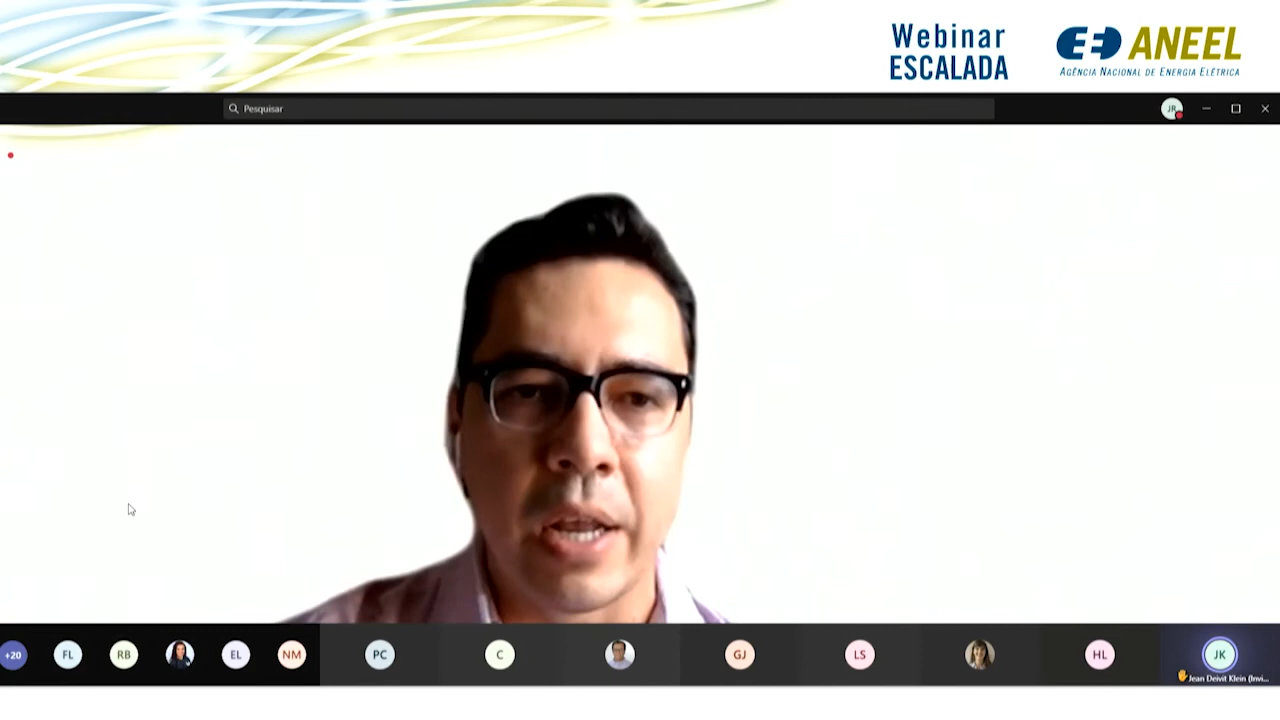 Webinar
ESCALADA
ANEEL
AGÊNCIA NACIONAL DE ENERGIA ELÉTRICA
Pesquisar
JR
+20
FL
RB
EL
NM
PC
C
GJ
LS
HL
JK
Jean Deivit Klein (Invi...